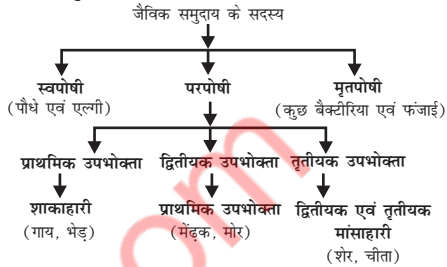 जैविक समुदाय के सदस्य
स्वपोषी परपोषी मृतपोषी
(पौधे एवं एल्गी) (कुछ बैक्टीरिया एवं फंजाई)
प्राथमिक उपभोक्ता द्वितीयक उपभोक्ता तृतीयक उपभोक्ता
शाकाहारी प्राथमिक उपभोक्ता द्वितीयक एवं तृतीयक
(गाय, भेड़) (मेंढ़क, मोर) मांसाहारी
(शेर, चीता)